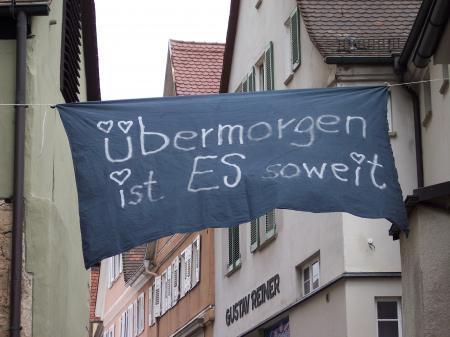 Übermorgen
ist ES soweit
GUSTAV REINER